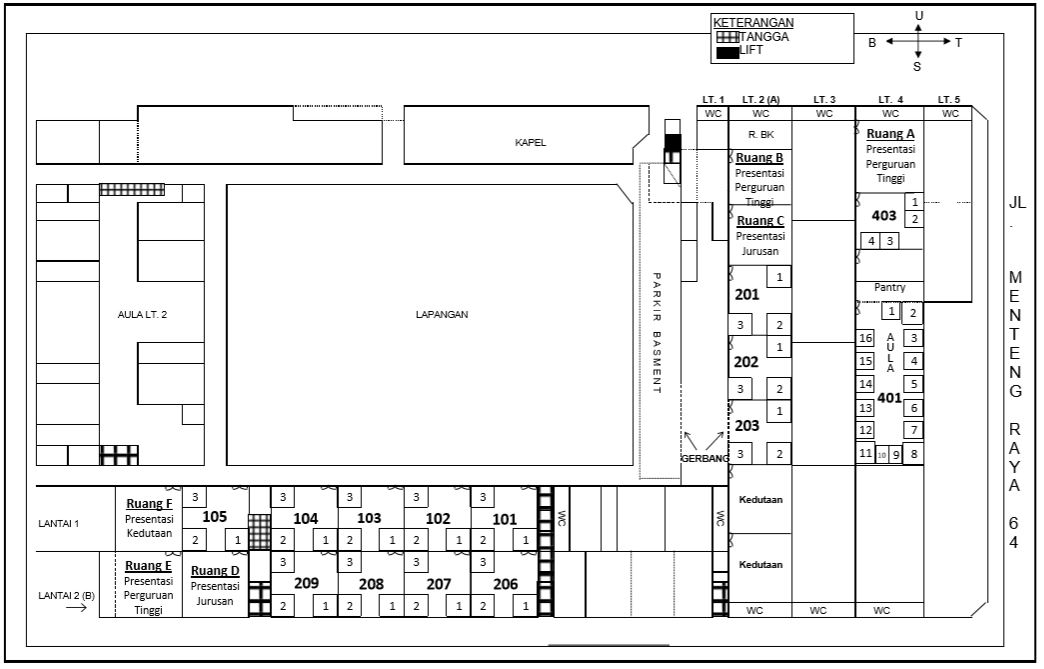 KETERANGAN
TANGGA
LIFT
U
B
T
S
LT. 1
LT. 2 (A)
LT. 3
LT. 4
LT. 5
WC
WC
WC
WC
WC
KAPEL
R. BK
Ruang A
Presentasi
Perguruan
Tinggi
Ruang B
Presentasi
Perguruan
Tinggi
Ruang C
Presentasi
Jurusan
403
1
2
4
3
JL
.
MENTENG
RAYA
64
201
1
3
2
Pantry
AULA LT. 2
LAPANGAN
PARKIR BASMENT
202
1
3
2
203
1
3
2
GERBANG
AULA
401
1
2
16
3
15
4
14
5
13
6
12
7
11
10
9
8
Kedutaan
Kedutaan
LANTAI 1
Ruang F
Presentasi
Kedutaan
3
105
2
1
3
104
2
1
3
103
2
1
3
102
2
1
3
101
2
1
WC
WC
LANTAI 2 (B)
Ruang E
Presentasi
Perguruan
Tinggi
Ruang D
Presentasi
Jurusan
3
209
2
1
3
208
2
1
3
207
2
1
3
206
2
1
WC
WC
WC